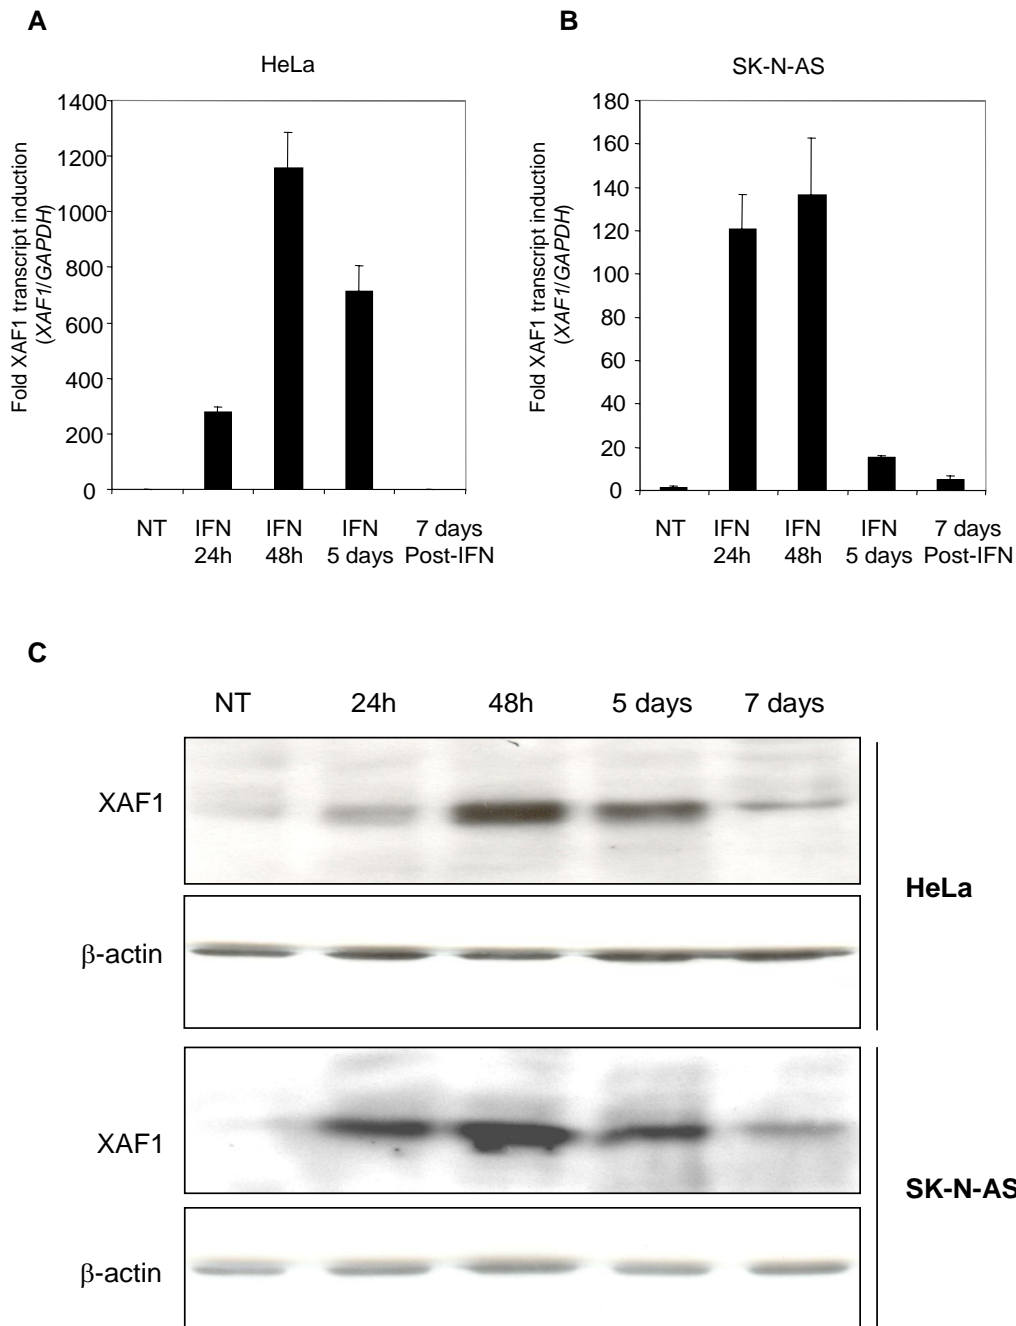 A
HeLa
Fold XAF1 transcript induction
(XAF1/GAPDH)
1400
1200
1000
800
600
400
200
0
NT IFN IFN IFN 7 days
24h 48h 5 days Post-IFN
B
SK-N-AS
Fold XAF1 transcript induction
(XAF1/GAPDH)
180
160
140
120
100
80
60
40
20
0
NT IFN IFN IFN 7 days
24h 48h 5 days Post-IFN
C
NT 24h 48h 5 days 7 days
XAF1
HeLa
β-actin
XAF1
SK-N-AS
β-actin